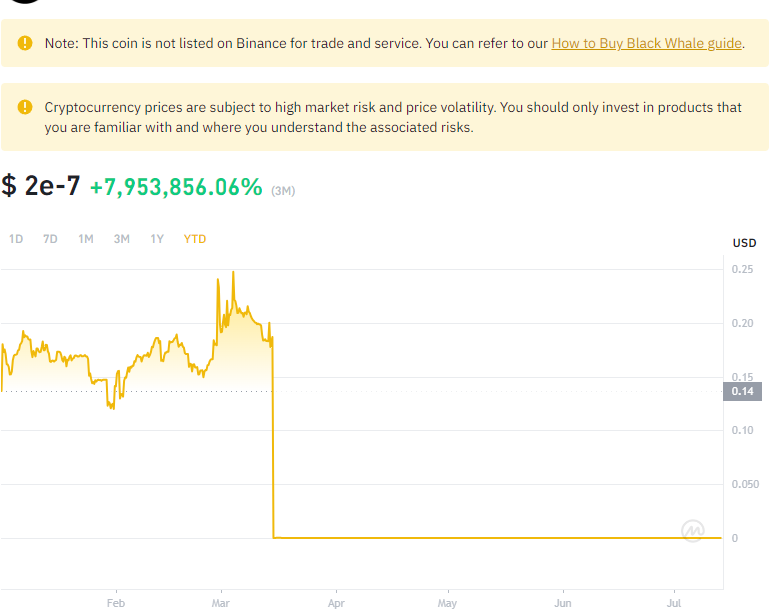 Note: This coin is not listed on Binance for trade and service. You can refer to our How to Buy Black Whale guide.
Cryptocurrency prices are subject to high market risk and price volatility. You should only invest in products that
you are familiar with and where you understand the associated risks.
$ 2e-7 +7,953,856.06% (3M)
1D 7D 1M 3M 1Y YTD
USD
0.25
0.20
0.15
0.14
0.10
0.050
0
Feb Mar Apr May Jun Jul